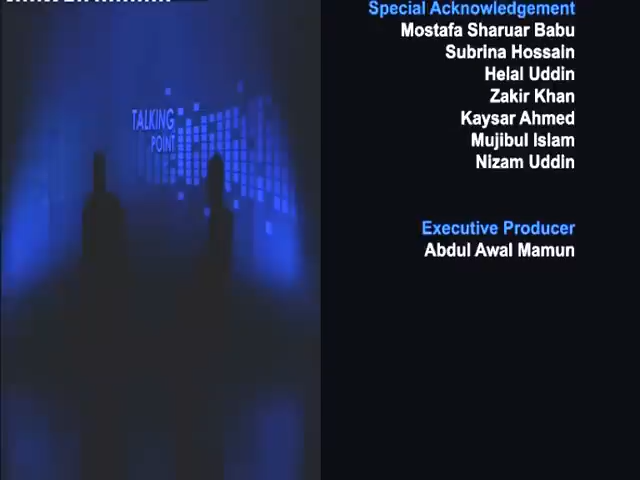 TALKING
POINT
Special Acknowledgement
Mostafa Sharuar Babu
Subrina Hossain
Helal Uddin
Zakir Khan
Kaysar Ahmed
Mujibul Islam
Nizam Uddin
Executive Producer
Abdul Awal Mamun